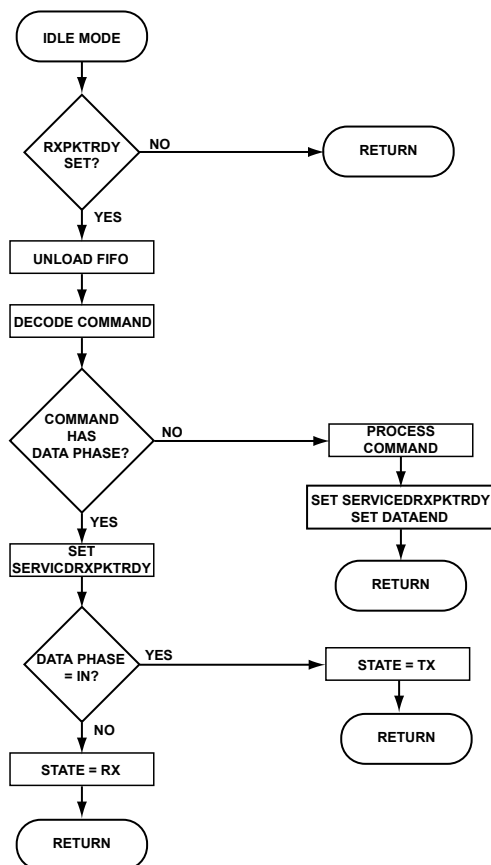 IDLE MODE
RXPKTRDY
SET?
NO
RETURN
YES
UNLOAD FIFO
DECODE COMMAND
COMMAND
HAS
DATA PHASE?
NO
PROCESS
COMMAND
SET SERVICEDRXPKTRDY
SET DATAEND
RETURN
YES
SET
SERVICDRXPKTRDY
DATA PHASE
= IN?
YES
STATE = TX
RETURN
NO
STATE = RX
RETURN